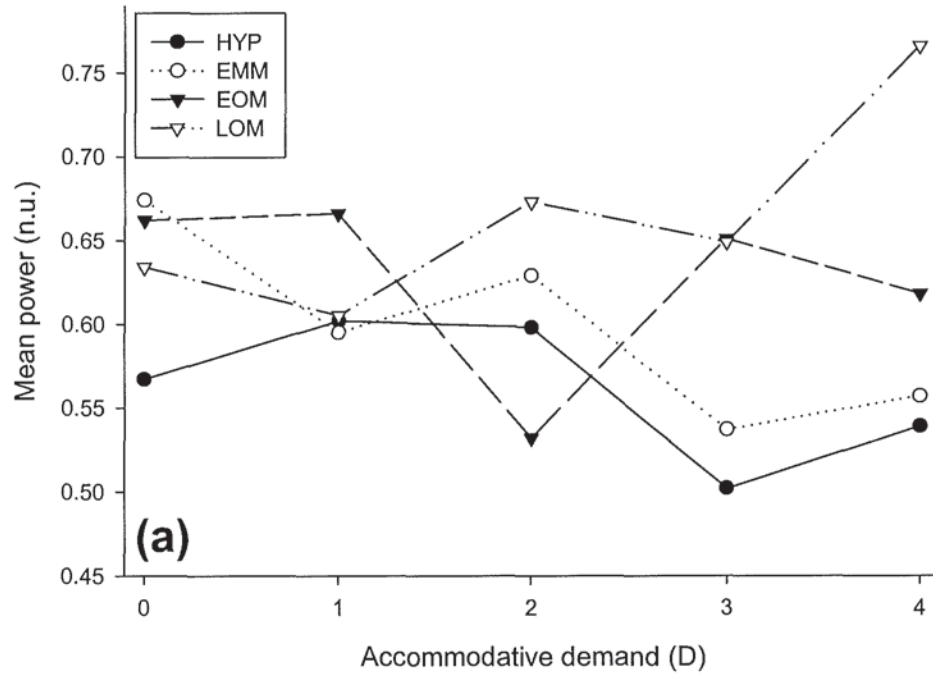 HYP
EMM
EOM
LOM
0.75
0.70
0.65
0.60
0.55
0.50
0.45
Mean power (n.u.)
(a)
0 1 2 3 4
Accommodative demand (D)